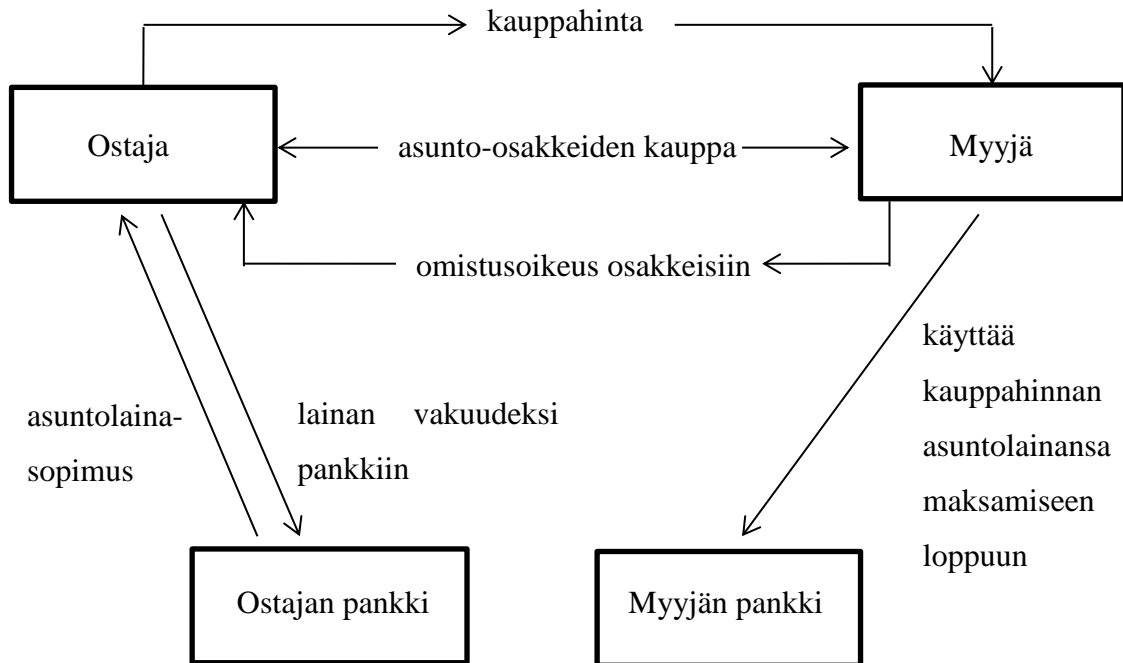 kauppahinta
Ostaja
asunto-osakkeiden kauppa
Myyjä
omistusoikeus osakkeisiin
asuntolaina-
sopimus
lainan vakuudeksi
pankkiin
käyttää
kauppahinnan
asuntolainansa
maksamiseen
loppuun
Ostajan pankki
Myyjän pankki